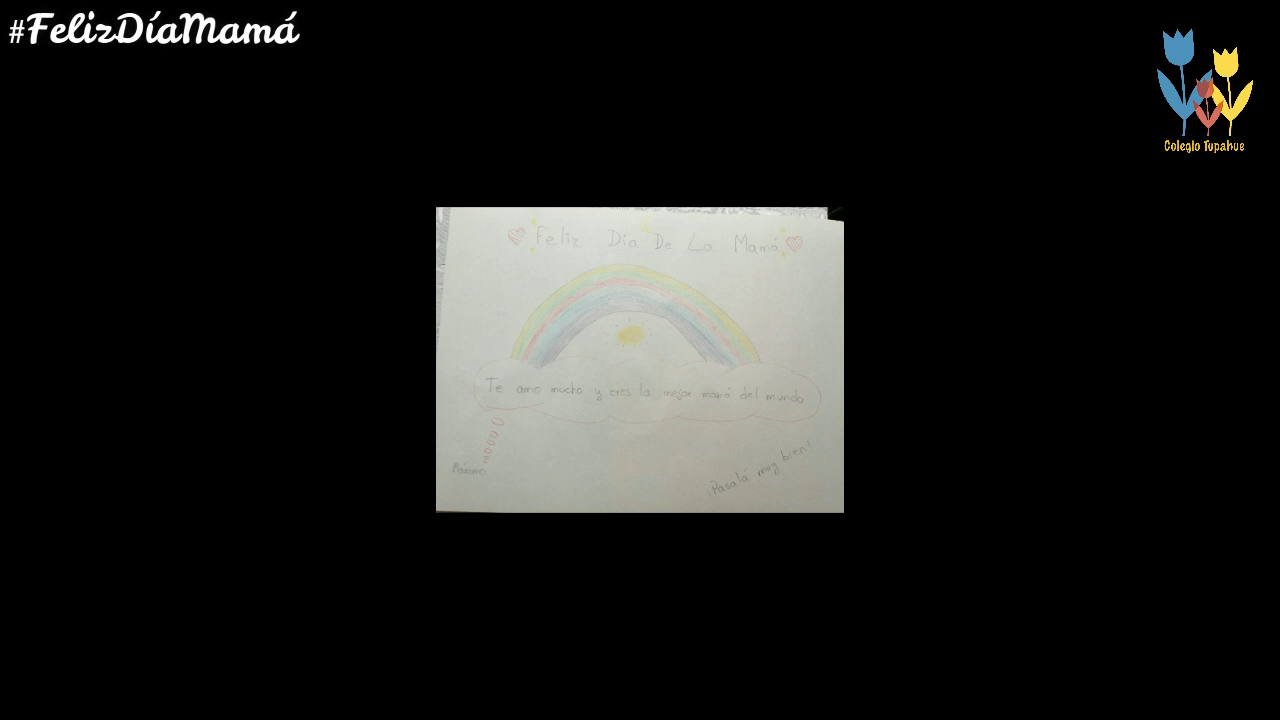 #FelizDíaMamá
Colegio Tupahue
Feliz Día De La Mamá
Te amo mucho y eres la mejor mamá del mundo
Máximo
¡Pasalá muy bien!